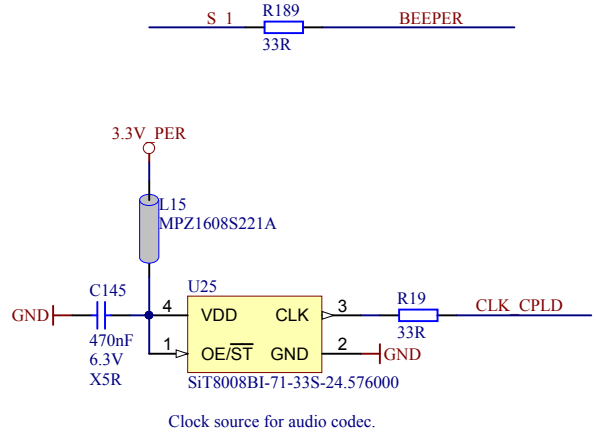 S_1 R189 BEEPER
33R
3.3V_PER
L15
MPZ1608S221A
C145 U25
GND 4 VDD CLK 3 R19 CLK_CPLD
470nF 33R
6.3V 1 OE/ST GND 2 GND
X5R SiT8008BI-71-33S-24.576000
Clock source for audio codec.